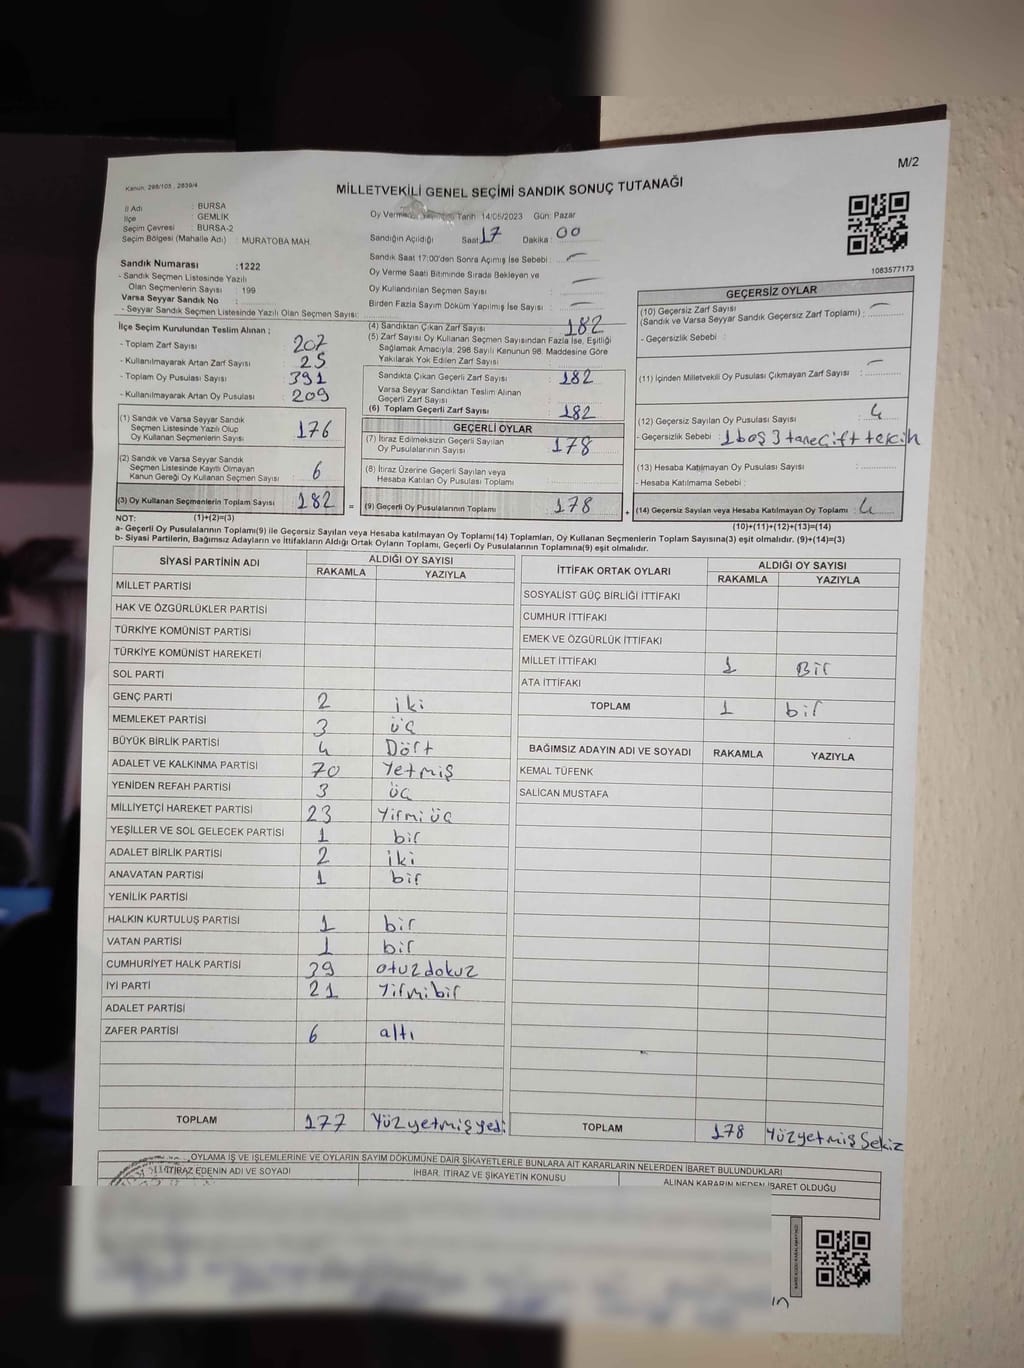 M/2
Kanun, 298/105 , 2839/4
MİLLETVEKİLİ GENEL SEÇİMİ SANDIK SONUÇ TUTANAĞI
İl Adı : BURSA
İlçe : GEMLİK
Seçim Çevresi : BURSA-2
Seçim Bölgesi (Mahalle Adı) : MURATOBA MAH.
Sandık Numarası : 1222
- Sandık Seçmen Listesinde Yazılı
Olan Seçmenlerin Sayısı : 199
Varsa Seyyar Sandık No :
- Seyyar Sandık Seçmen Listesinde Yazılı Olan Seçmen Sayısı:
Tarih 14/05/2023 Gün: Pazar
Sandığın Açıldığı Saat: 17 Dakika: 00
Sandık Saat 17:00'den Sonra Açımış İse Sebebi :
Oy Verme Saati Bitiminde Sırada Bekleyen ve
Oy Kullandırılan Seçmen Sayısı :
Birden Fazla Sayım Döküm Yapılmış İse Sayısı :
1083577173
İlçe Seçim Kurulundan Teslim Alınan ;
- Toplam Zarf Sayısı : 207
- Kullanılmayarak Artan Zarf Sayısı : 25
- Toplam Oy Pusulası Sayısı : 391
- Kullanılmayarak Artan Oy Pusulası : 209
(1) Sandık ve Varsa Seyyar Sandık
Seçmen Listesinde Yazılı Olup
Oy Kullanan Seçmenlerin Sayısı : 176
(2) Sandık ve Varsa Seyyar Sandık
Seçmen Listesinde Kayıtlı Olmayan
Kanun Gereği Oy Kullanan Seçmen Sayısı : 6
(3) Oy Kullanan Seçmenlerin Toplam Sayısı : 182 =
(1)+(2)=(3)
(4) Sandıktan Çıkan Zarf Sayısı : 182
(5) Zarf Sayısı Oy Kullanan Seçmen Sayısından Fazla İse, Eşitliği
Sağlamak Amacıyla, 298 Sayılı Kanunun 98. Maddesine Göre
Yakılarak Yok Edilen Zarf Sayısı :
Sandıkta Çıkan Geçerli Zarf Sayısı : 182
Varsa Seyyar Sandıktan Teslim Alınan
Geçerli Zarf Sayısı :
(6) Toplam Geçerli Zarf Sayısı : 182
GEÇERLİ OYLAR
(7) İtiraz Edilmeksizin Geçerli Sayılan
Oy Pusulalarının Sayısı : 178
(8) İtiraz Üzerine Geçerli Sayılan veya
Hesaba Katılan Oy Pusulası Toplamı :
(9) Geçerli Oy Pusulalarının Toplamı : 178 +
GEÇERSİZ OYLAR
(10) Geçersiz Zarf Sayısı
(Sandık ve Varsa Seyyar Sandık Geçersiz Zarf Toplamı) :
- Geçersizlik Sebebi :
(11) İçinden Milletvekili Oy Pusulası Çıkmayan Zarf Sayısı :
(12) Geçersiz Sayılan Oy Pusulası Sayısı : 4
- Geçersizlik Sebebi : 1 boş 3 tane çift tercih
(13) Hesaba Katılmayan Oy Pusulası Sayısı :
- Hesaba Katılmama Sebebi :
(14) Geçersiz Sayılan veya Hesaba Katılmayan Oy Toplamı : 4
(10)+(11)+(12)+(13)=(14)
NOT:
a- Geçerli Oy Pusulalarının Toplamı(9) ile Geçersiz Sayılan veya Hesaba katılmayan Oy Toplamı(14) Toplamları, Oy Kullanan Seçmenlerin Toplam Sayısına(3) eşit olmalıdır. (9)+(14)=(3)
b- Siyasi Partilerin, Bağımsız Adayların ve İttifakların Aldığı Oy Ortak Oyların Toplamı, Geçerli Oy Pusulalarının Toplamına(9) eşit olmalıdır.
SİYASİ PARTİNİN ADI ALDIĞI OY SAYISI
RAKAMLA YAZIYLA
MİLLET PARTİSİ
HAK VE ÖZGÜRLÜKLER PARTİSİ
TÜRKİYE KOMÜNİST PARTİSİ
TÜRKİYE KOMÜNİST HAREKETİ
SOL PARTİ
GENÇ PARTİ 2 iki
MEMLEKET PARTİSİ 3 üç
BÜYÜK BİRLİK PARTİSİ 4 Dört
ADALET VE KALKINMA PARTİSİ 70 Yetmiş
YENİDEN REFAH PARTİSİ 3 üç
MİLLİYETÇİ HAREKET PARTİSİ 23 Yirmi üç
YEŞİLLER VE SOL GELECEK PARTİSİ 1 bir
ADALET BİRLİK PARTİSİ 2 iki
ANAVATAN PARTİSİ 1 bir
YENİLİK PARTİSİ
HALKIN KURTULUŞ PARTİSİ 1 bir
VATAN PARTİSİ 1 bir
CUMHURİYET HALK PARTİSİ 39 otuz dokuz
İYİ PARTİ 21 Yirmi bir
ADALET PARTİSİ
ZAFER PARTİSİ 6 altı
TOPLAM 177 Yüz yetmiş yedi
İTTİFAK ORTAK OYLARI ALDIĞI OY SAYISI
RAKAMLA YAZIYLA
SOSYALİST GÜÇ BİRLİĞİ İTTİFAKI
CUMHUR İTTİFAKI
EMEK VE ÖZGÜRLÜK İTTİFAKI
MİLLET İTTİFAKI 1 Bir
ATA İTTİFAKI
TOPLAM 1 bir
BAĞIMSIZ ADAYIN ADI VE SOYADI RAKAMLA YAZIYLA
KEMAL TÜFENK
SALİCAN MUSTAFA
TOPLAM 178 Yüz yetmiş Sekiz
OYLAMA İŞ VE İŞLEMLERİNE VE OYLARIN SAYIM DÖKÜMÜNE DAİR ŞİKAYETLERLE BUNLARA AİT KARARLARIN NELERDEN İBARET BULUNDUKLARI
İTİRAZ EDENİN ADI VE SOYADI İHBAR, İTİRAZ VE ŞİKAYETİN KONUSU ALINAN KARARIN NEDEN İBARET OLDUĞU